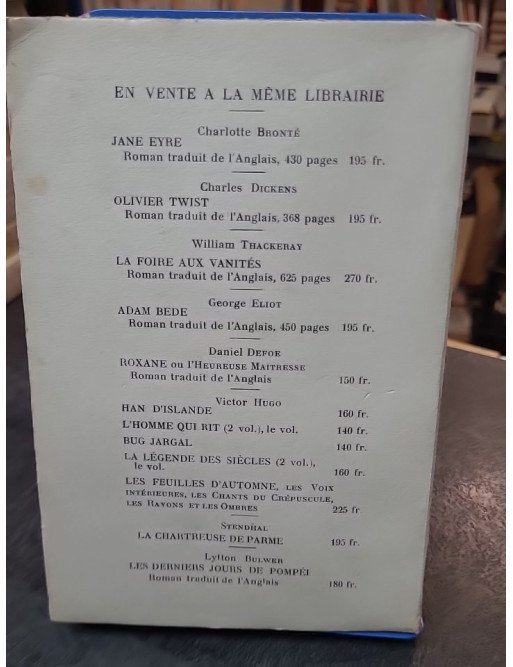 EN VENTE A LA MÊME LIBRAIRIE
Charlotte BRONTÉ
JANE EYRE
Roman traduit de l'Anglais, 430 pages 195 fr.
Charles DICKENS
OLIVIER TWIST
Roman traduit de l'Anglais, 368 pages 195 fr.
William THACKERAY
LA FOIRE AUX VANITÉS
Roman traduit de l'Anglais, 625 pages 270 fr.
George ELIOT
ADAM BEDE
Roman traduit de l'Anglais, 450 pages 195 fr.
Daniel DEFOE
ROXANE ou l'HEUREUSE MAITRESSE
Roman traduit de l'Anglais 150 fr.
Victor HUGO
HAN D'ISLANDE 160 fr.
L'HOMME QUI RIT (2 vol.), le vol. 140 fr.
BUG JARGAL 140 fr.
LA LÉGENDE DES SIÈCLES (2 vol.),
le vol. 160 fr.
LES FEUILLES D'AUTOMNE, LES VOIX
INTÉRIEURES, LES CHANTS DU CRÉPUSCULE,
LES RAYONS ET LES OMBRES 225 fr.
STENDHAL
LA CHARTREUSE DE PARME 195 fr.
Lytton BULWER
LES DERNIERS JOURS DE POMPÉI
Roman traduit de l'Anglais 180 fr.